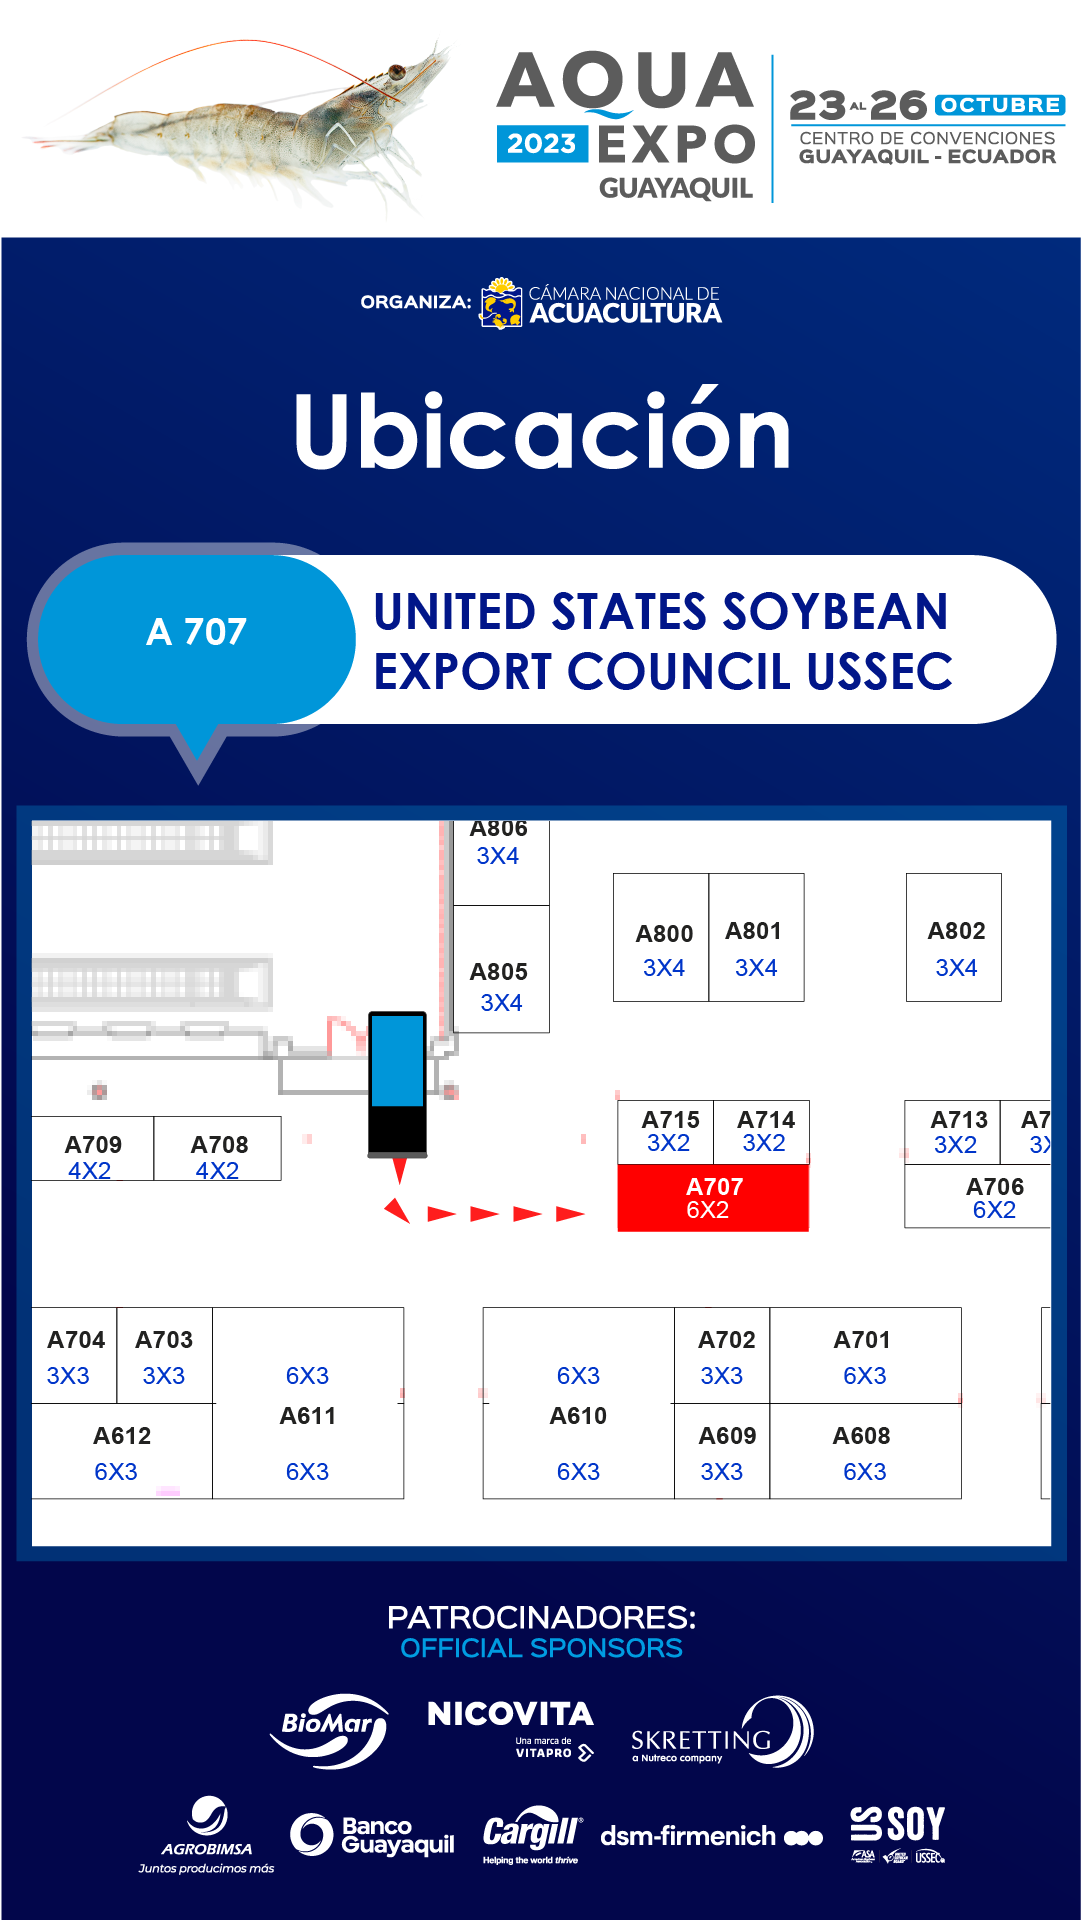 AQUA
2023 EXPO
GUAYAQUIL
23 AL 26 OCTUBRE
CENTRO DE CONVENCIONES
GUAYAQUIL - ECUADOR
ORGANIZA:
CÁMARA NACIONAL DE
ACUACULTURA
Ubicación
A 707
UNITED STATES SOYBEAN
EXPORT COUNCIL USSEC
A806
3X4
A800 A801 A802
3X4 3X4 3X4
A805
3X4
A715 A714 A713 A7
3X2 3X2 3X2 3X
A709 A708
4X2 4X2
A707 A706
6X2 6X2
A704 A703 A702 A701
3X3 3X3 6X3 6X3 3X3 6X3
A611 A610
A612 A609 A608
6X3 6X3 6X3 3X3 6X3
PATROCINADORES:
OFFICIAL SPONSORS
BioMar
NICOVITA
Una marca de
VITAPRO
SKRETTING
a Nutreco company
AGROBIMSA
Juntos producimos más
Banco
Guayaquil
Cargill®
Helping the world thrive
dsm-firmenich
US SOY
ASA
USSEC